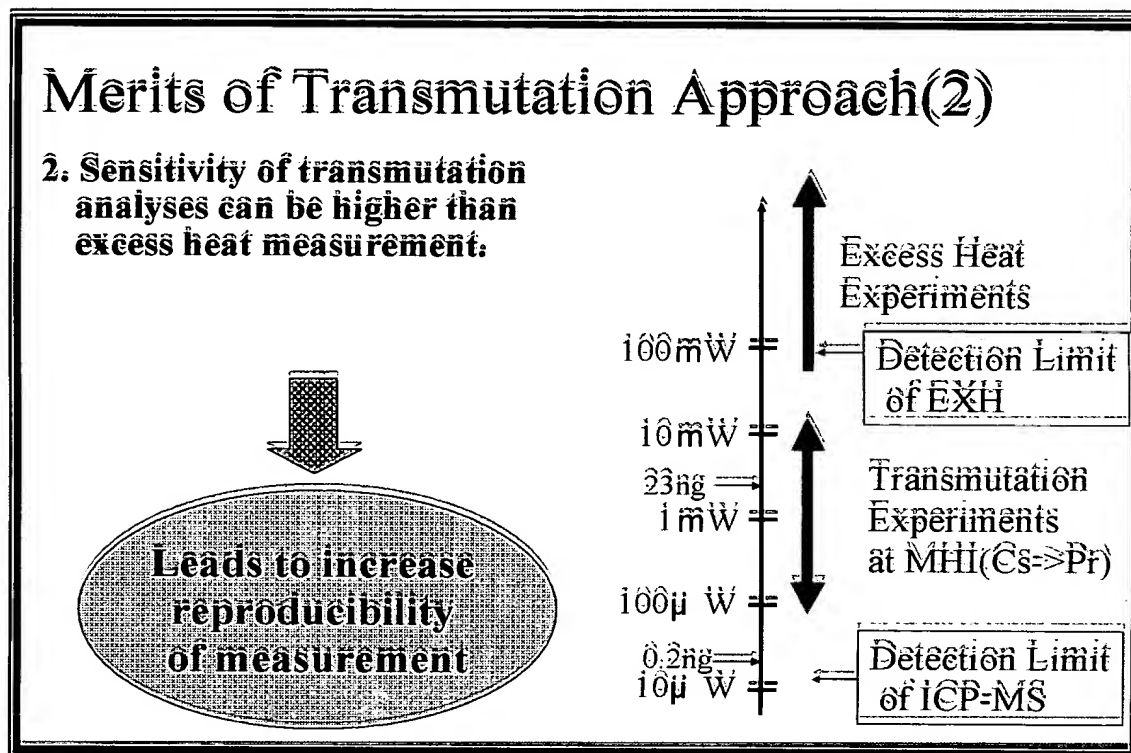 Merits of Transmutation Approach(2)
2. Sensitivity of transmutation
analyses can be higher than
excess heat measurement.
Leads to increase
reproducibility
of measurement
100mW
10mW
23ng
1mW
100μ W
0.2ng
10μ W
Excess Heat
Experiments
Detection Limit
of EXH
Transmutation
Experiments
at MHI(Cs->Pr)
Detection Limit
of ICP-MS